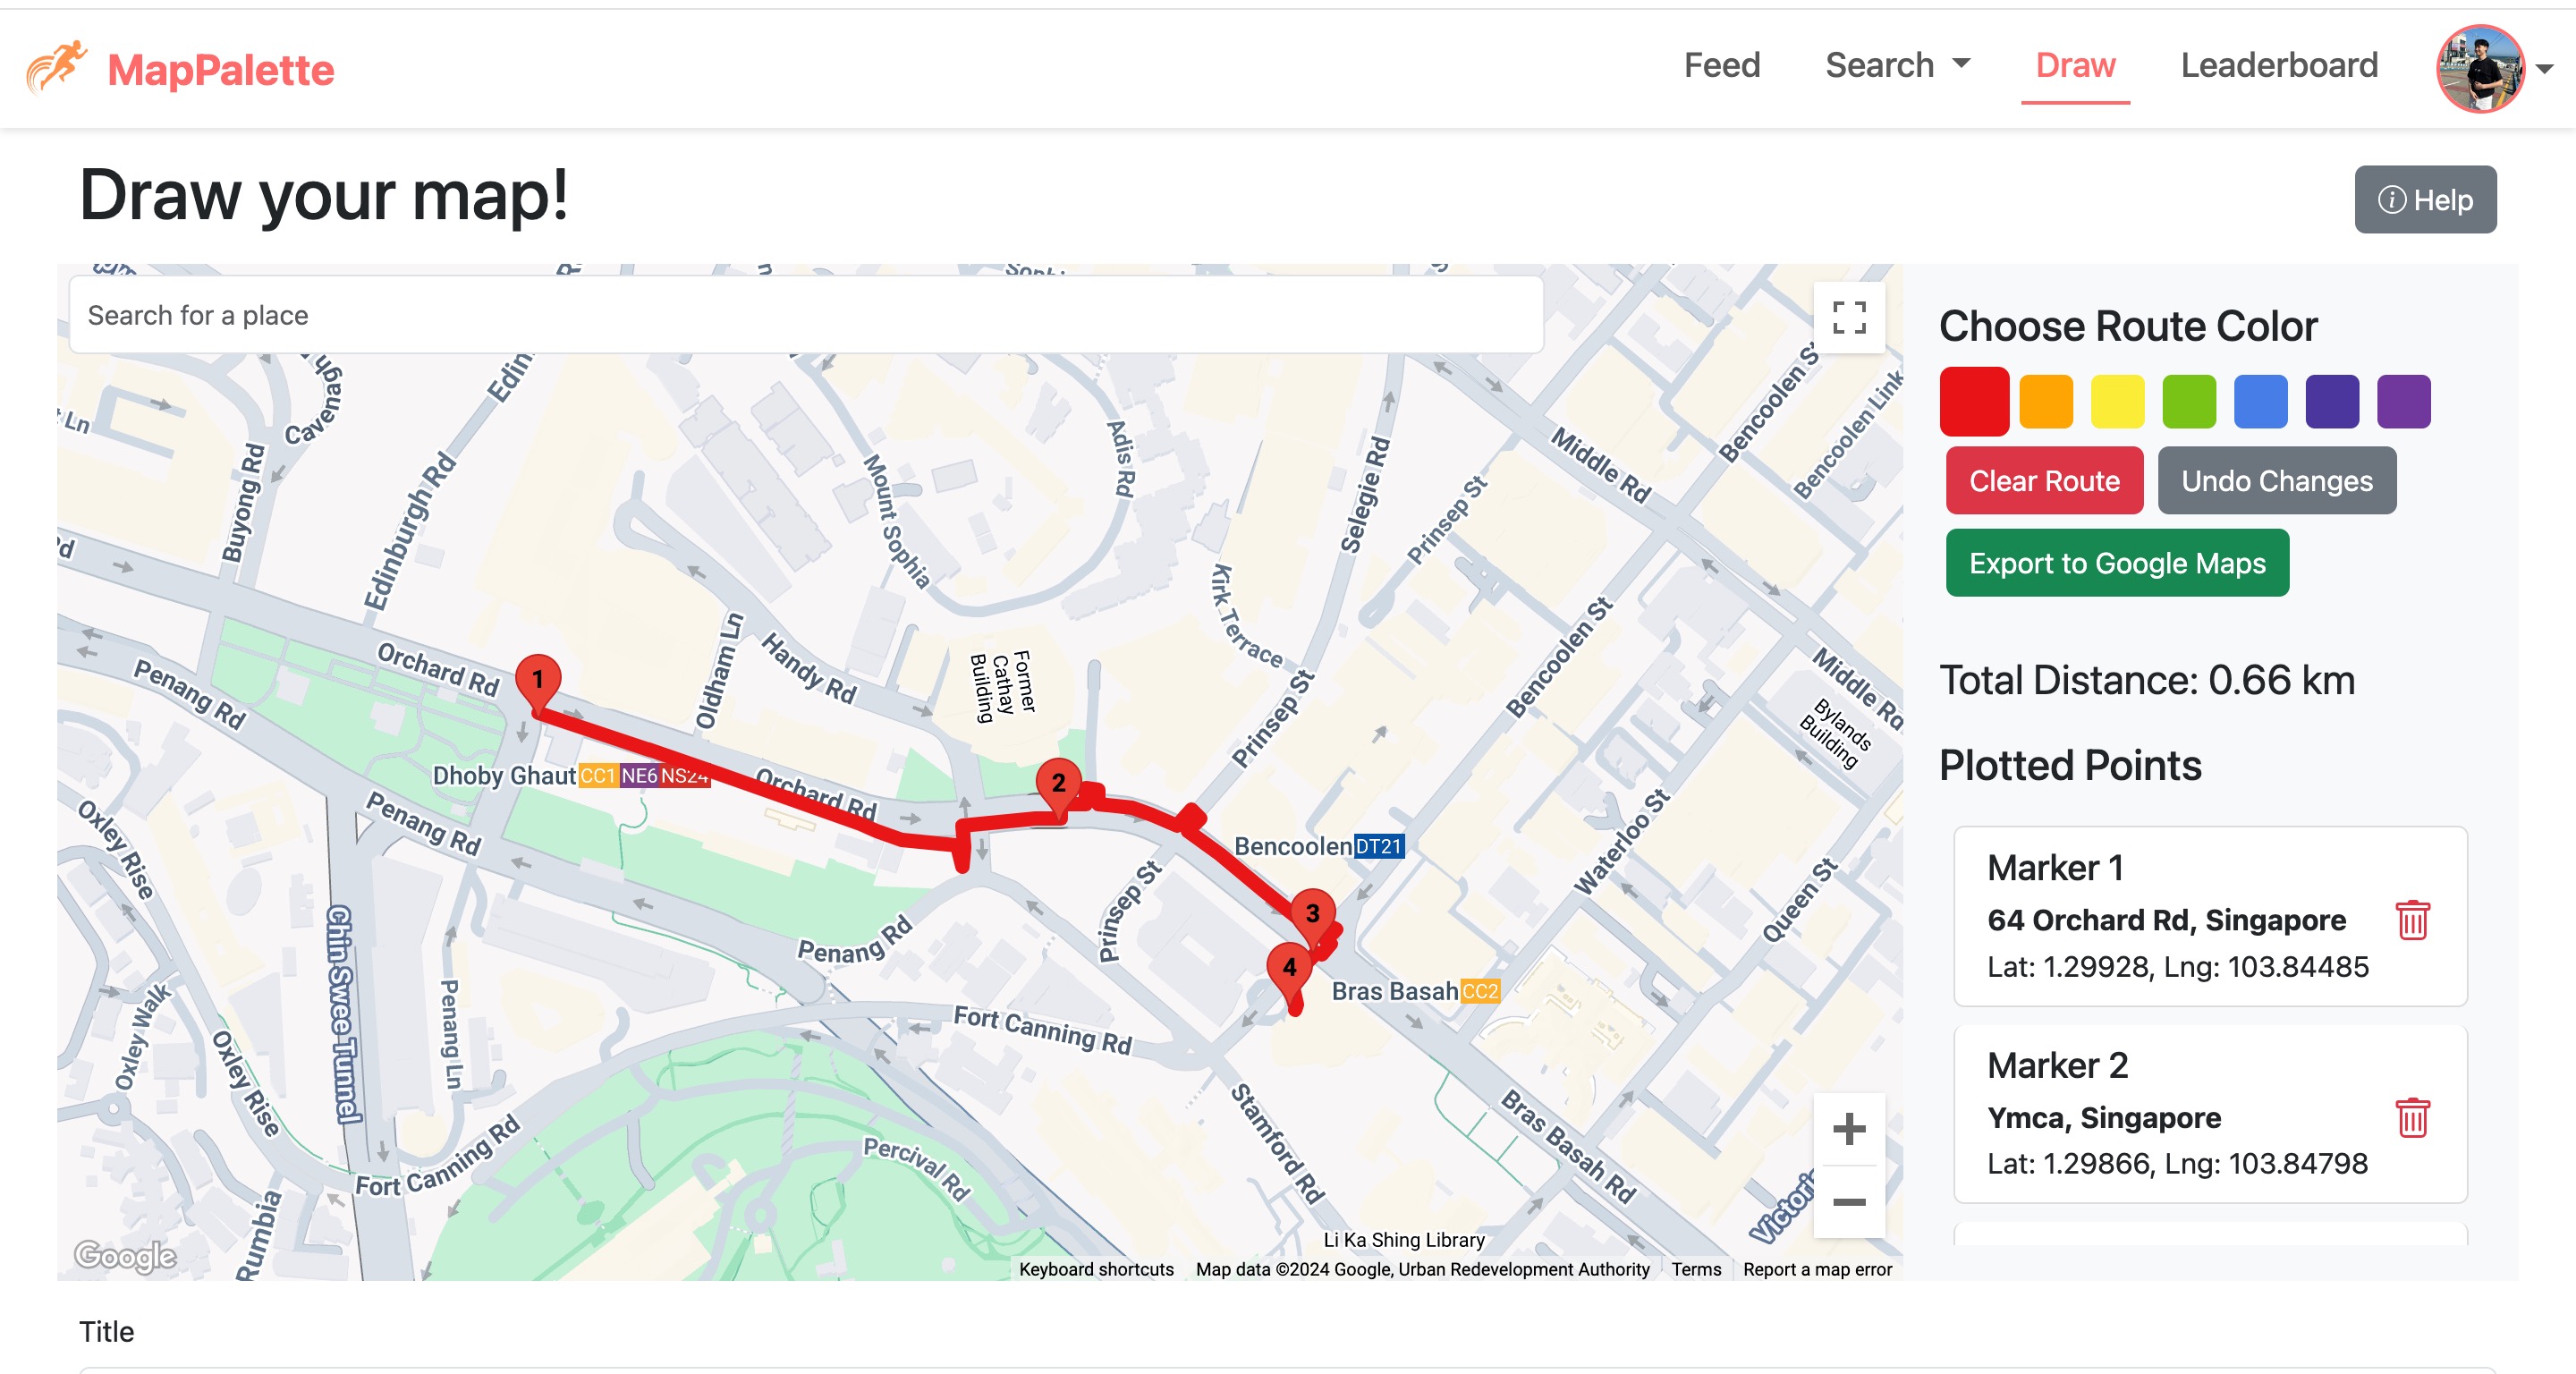 MapPalette
Feed
Search
Draw
Leaderboard
Draw your map!
Help
Search for a place
Choose Route Color
Clear Route
Undo Changes
Export to Google Maps
Total Distance: 0.66 km
Plotted Points
Marker 1
64 Orchard Rd, Singapore
Lat: 1.29928, Lng: 103.84485
Marker 2
Ymca, Singapore
Lat: 1.29866, Lng: 103.84798
Buyong Rd
Edinburgh Rd
Mount Sophia
Adis Rd
Selegie Rd
Prinsep St
Middle Rd
Bencoolen St
Bencoolen Link
Kirk Terrace
Orchard Rd
Penang Rd
1
Oldham Ln
Handy Rd
Former
Cathay
Building
Prinsep St
Bencoolen St
Middle Rd
Bylands
Building
Dhoby Ghaut CC1 NE6 NS24
Orchard Rd
2
Bencoolen DT21
Waterloo St
Queen St
Oxley Rise
Penang Rd
Chin Swee Tunnel
Penang Rd
Prinsep St
3
4
Bras Basah CC2
Oxley Walk
Oxley Rise
Penang Ln
Fort Canning Rd
Fort Canning Rd
Stamford Rd
Bras Basah Rd
Percival Rd
Rumbia
Li Ka Shing Library
Google
Keyboard shortcuts
Map data ©2024 Google, Urban Redevelopment Authority
Terms
Report a map error
Title